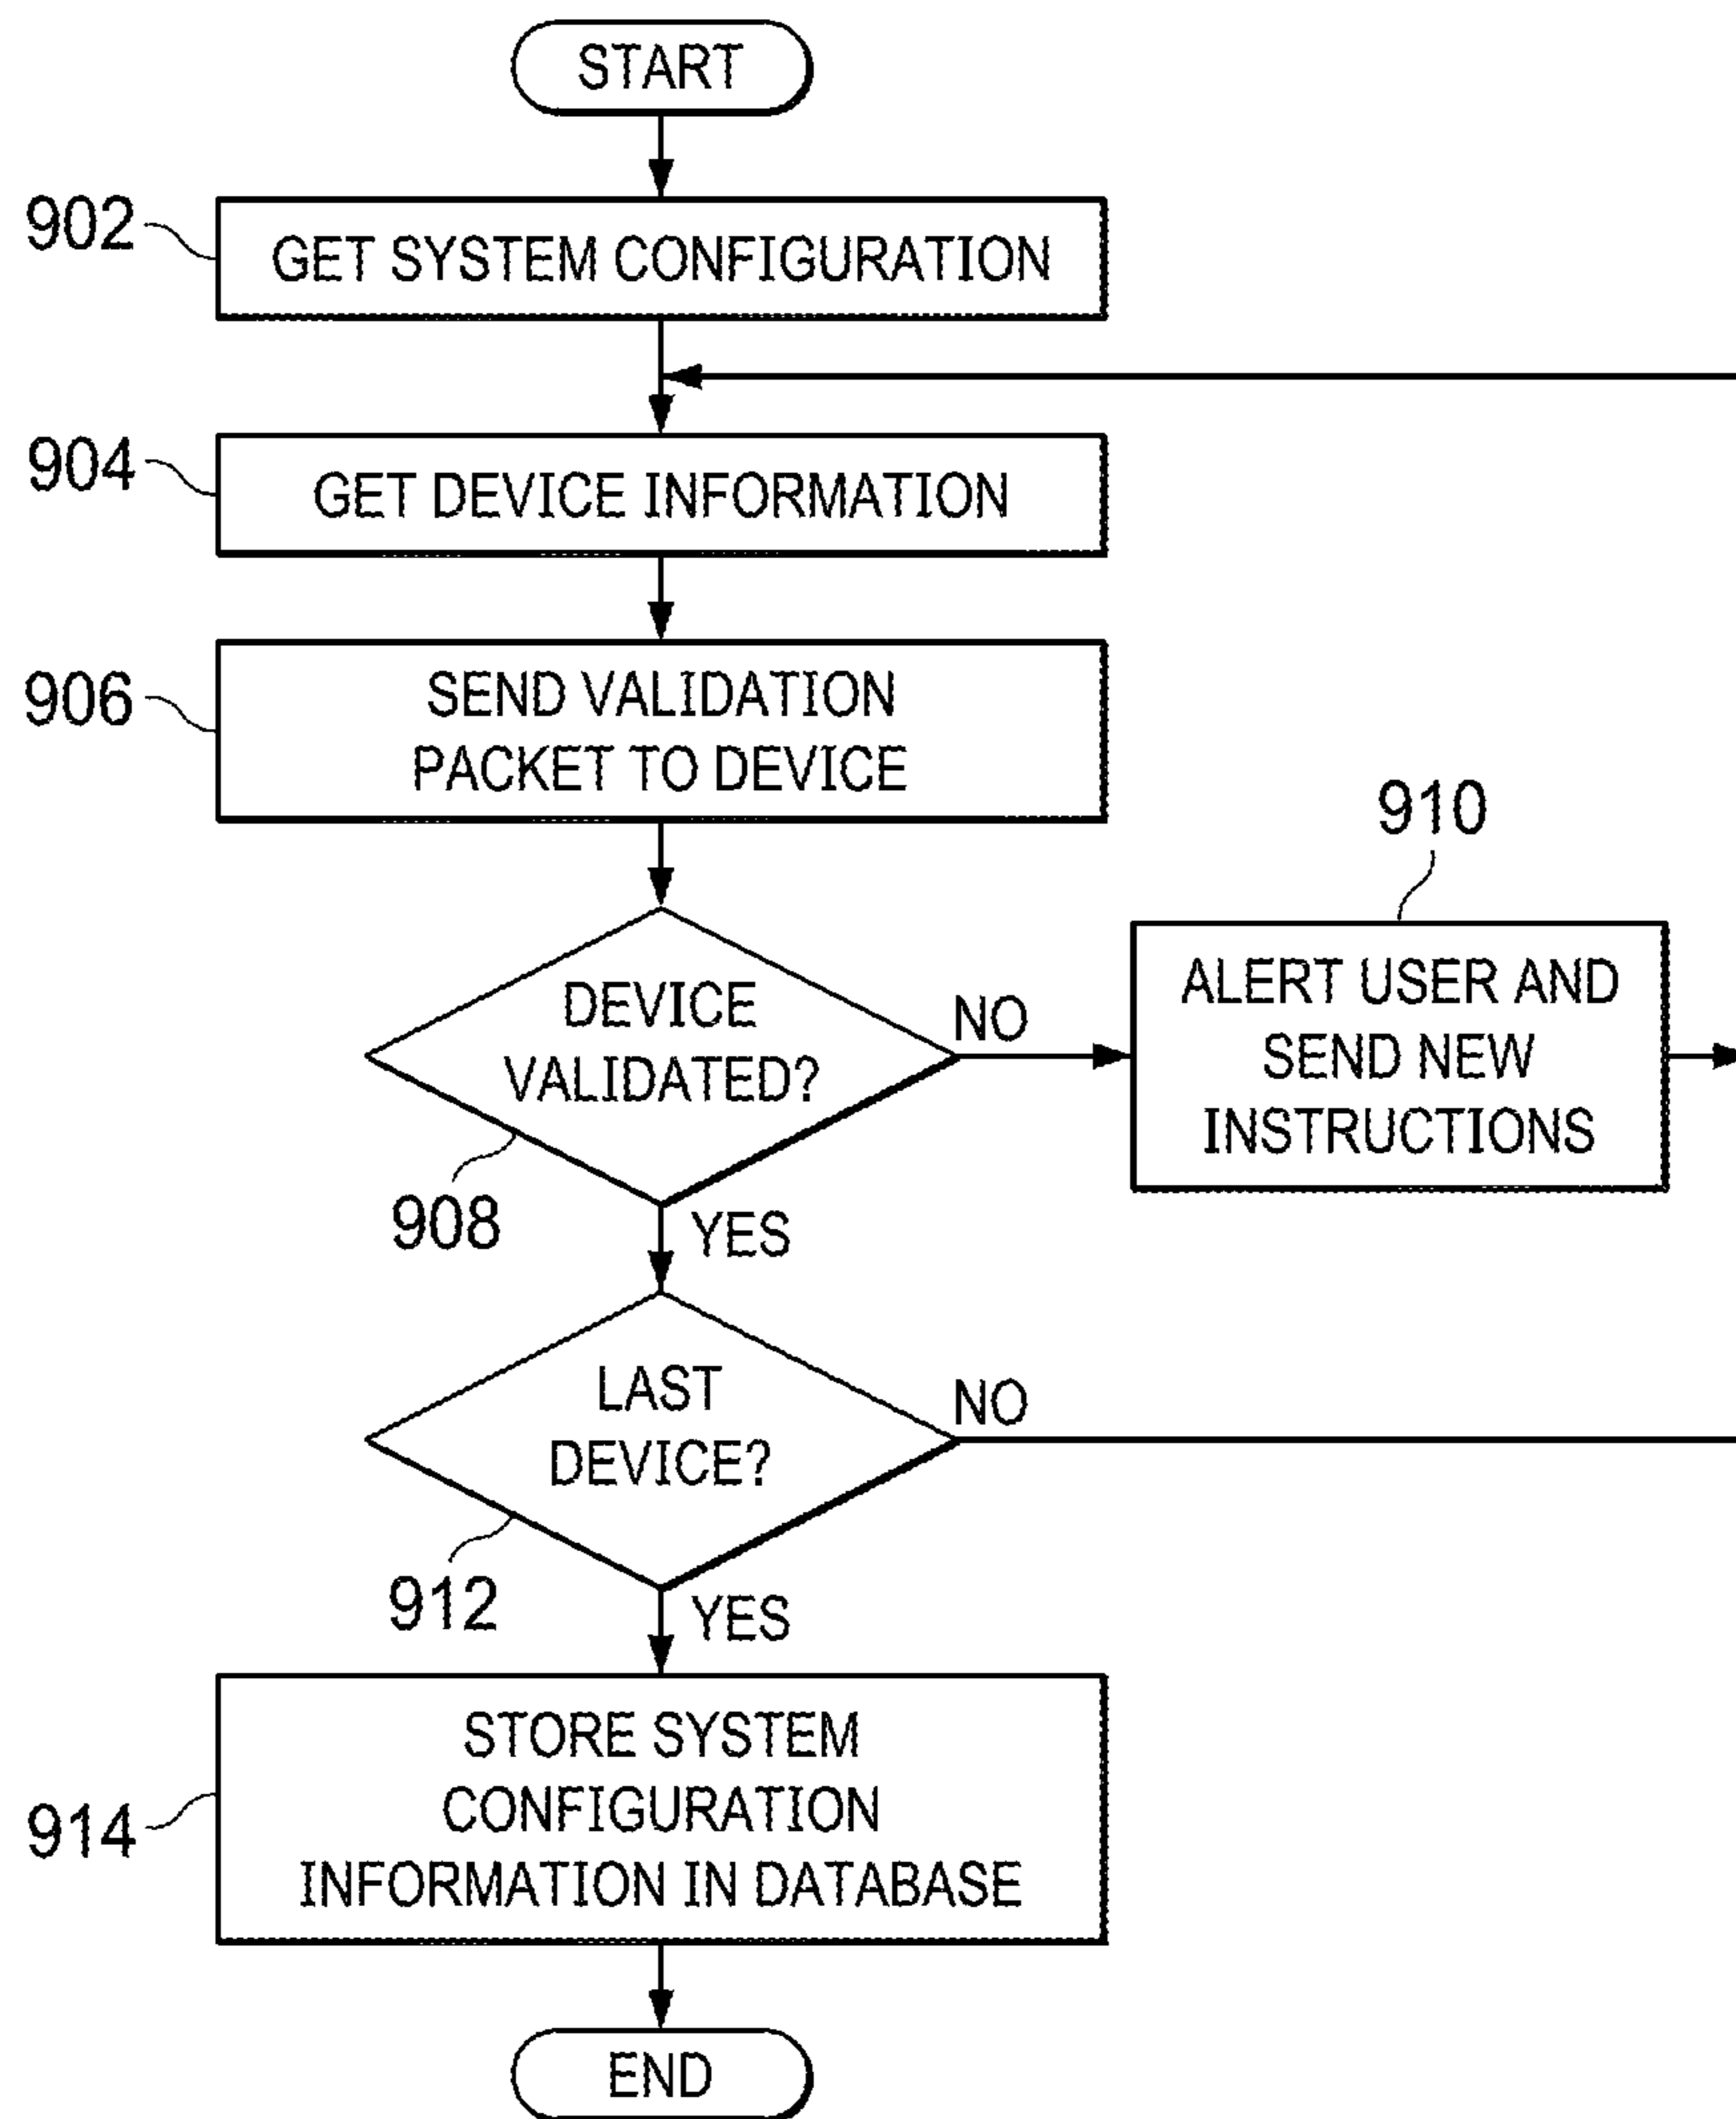 START
902
GET SYSTEM CONFIGURATION
904
GET DEVICE INFORMATION
906
SEND VALIDATION
PACKET TO DEVICE
910
DEVICE
VALIDATED?
NO
ALERT USER AND
SEND NEW
INSTRUCTIONS
908
YES
LAST
DEVICE?
NO
912
YES
914
STORE SYSTEM
CONFIGURATION
INFORMATION IN DATABASE
END